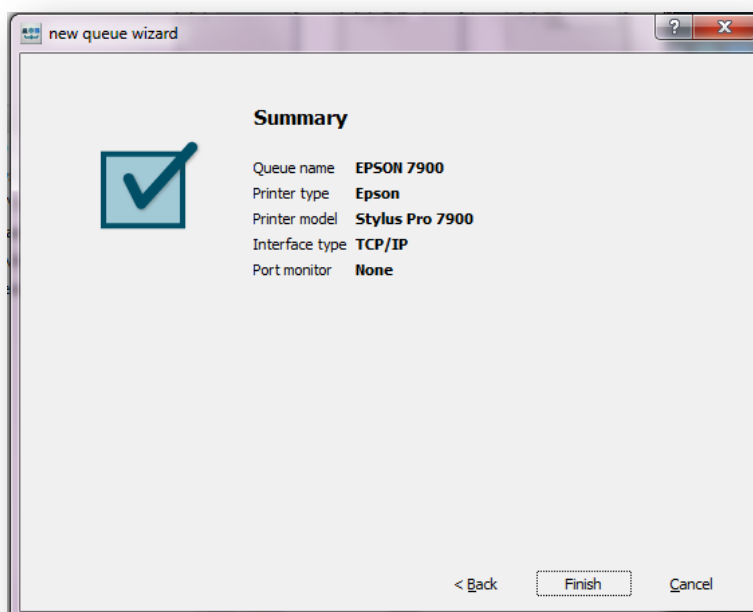 new queue wizard
?
Summary
Queue name EPSON 7900
Printer type Epson
Printer model Stylus Pro 7900
Interface type TCP/IP
Port monitor None
< Back Finish Cancel